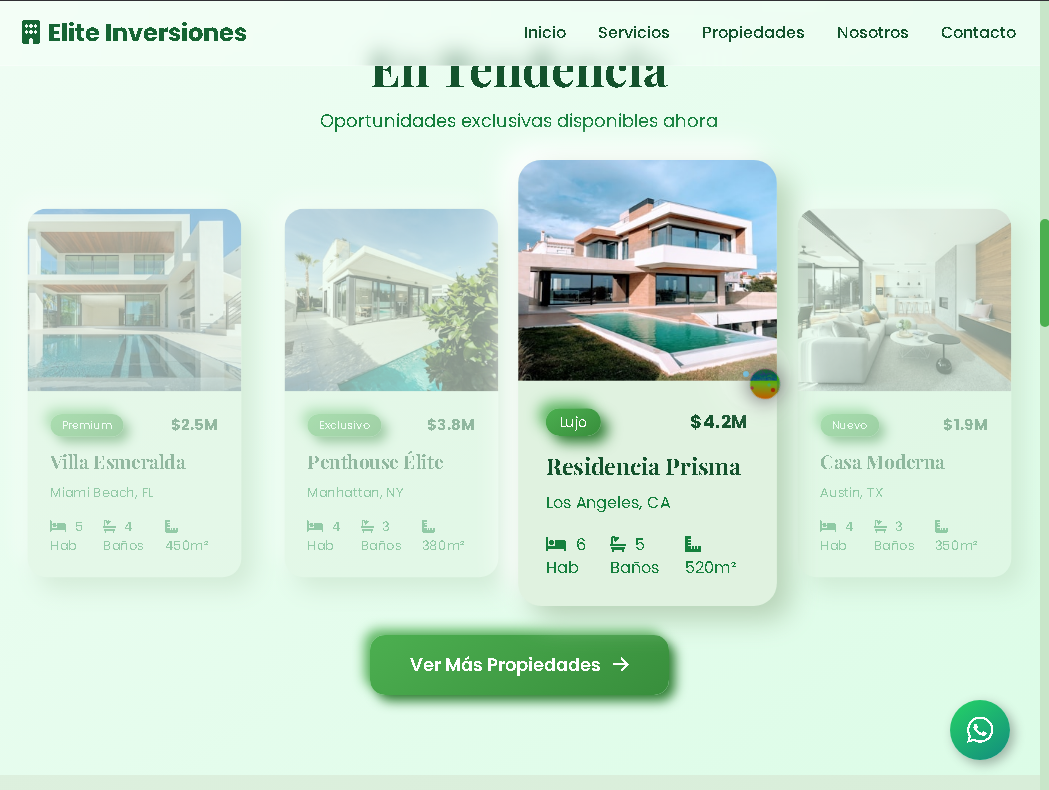 Elite Inversiones
Inicio Servicios Propiedades Nosotros Contacto
En Tendencia
Oportunidades exclusivas disponibles ahora
Premium $2.5M
Villa Esmeralda
Miami Beach, FL
5 4
Hab Baños 450m²
Exclusivo $3.8M
Penthouse Élite
Manhattan, NY
4 3
Hab Baños 380m²
Lujo $4.2M
Residencia Prisma
Los Angeles, CA
6 5
Hab Baños 520m²
Nuevo $1.9M
Casa Moderna
Austin, TX
4 3
Hab Baños 350m²
Ver Más Propiedades →